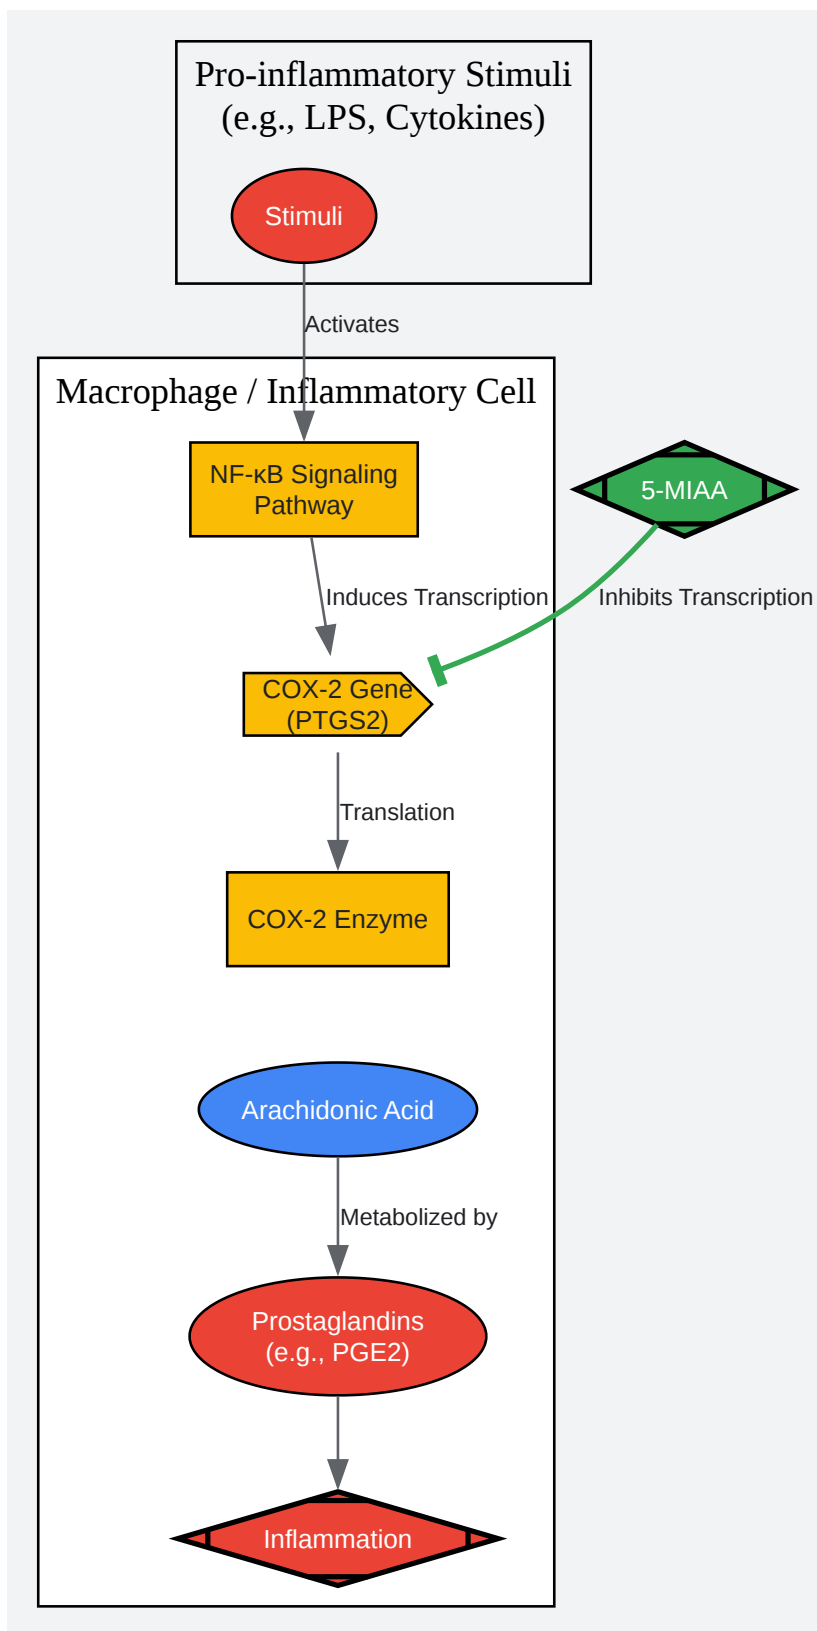 Pro-inflammatory Stimuli
(e.g., LPS, Cytokines)
Stimuli
Activates
Macrophage / Inflammatory Cell
NF-κB Signaling
Pathway
5-MIAA
Induces Transcription
Inhibits Transcription
COX-2 Gene
(PTGS2)
Translation
COX-2 Enzyme
Arachidonic Acid
Metabolized by
Prostaglandins
(e.g., PGE2)
Inflammation